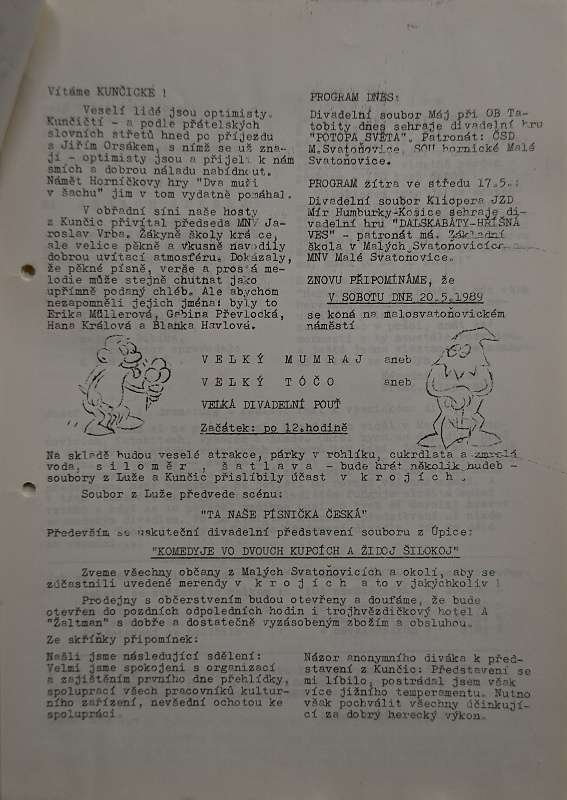 Vítáme KUNČICKÉ !
Veselí lidé jsou optimisty.
Kunčičtí - a podle přátelských
slovních střetů hned po příjezdu
s Jiřím Orsákem, s nímž se už zna-
jí - optimisty jsou a přijeli k nám
smích a dobrou náladu nabídnout.
Námět Horníčkovy hry "Dva muži
v šachu" jim v tom vydatně pomáhal.
V obřadní síni naše hosty
z Kunčic přivítal předseda MNV Ja-
roslav Vrba. Žákyně školy krá ce,
ale velice pěkně a vkusně navodily
dobrou uvítací atmosféru. Dokázaly,
že pěkné písně, verše a prostá me-
lodie může stejně chutnat jako
upřímně podaný chléb. Ale abychom
nezapomněli jejich jména: byly to
Erika Müllerová, Gabina Převlocká,
Hana Králová a Blanka Havlová.
PROGRAM DNES:
Divadelní soubor Máj při OB Ta-
tobity dnes sehraje divadelní hru
"POTOPA SVĚTA". Patronát: ČSD
M.Svatoňovice, SOU hornické Malé
Svatoňovice.
PROGRAM zítra ve středu 17.5.:
Divadelní soubor Kliopera JZD
Mír Humburky-Kosice sehraje di-
vadelní hru "DALSKABÁTY-HŘÍŠNÁ
VES" - patronát má: Základní
škola v Malých Svatoňovicích
MNV Malé Svatoňovice.
ZNOVU PŘIPOMÍNÁME, že
V SOBOTU DNE 20.5.1989
se koná na malosvatoňovickém
náměstí
V E L K Ý M U M R A J aneb
V E L K É T Ó Č O aneb
VELKÁ DIVADELNÍ POUŤ
Začátek: po 12.hodině
Na skladě budou veselé atrakce, párky v rohlíku, cukrdlata a zmrzlá
voda, s i l o m ě r , š a t l a v a - bude hrát několik hudeb -
soubory z Luže a Kunčic přislíbily účast v k r o j í c h .
Soubor z Luže předvede scénu:
"TA NAŠE PÍSNIČKA ČESKÁ"
Především se uskuteční divadelní představení souboru z Úpice:
"KOMEDYJE VO DVOUCH KUPCÍCH A ŽIDOJ ŠILOKOJ"
Zveme všechny občany z Malých Svatoňovic a okolí, aby se
zúčastnili uvedené merendy v k r o j í c h a to v jakýchkoliv !
Prodejny s občerstvením budou otevřeny a doufáme, že bude
otevřen do pozdních odpoledních hodin i trojhvězdičkový hotel A
"Žaltman" s dobře a dostatečně vyzásobeným zbožím a obsluhou.
Ze skříňky připomínek:
Našli jsme následující sdělení:
Velmi jsme spokojeni s organizací
a zajištěním prvního dne přehlídky,
spoluprací všech pracovníků kultur-
ního zařízení, nevšední ochotou ke
spolupráci.
Názor anonymního diváka k před-
stavení z Kunčic: Představení se
mi líbilo, postrádal jsem však
více jižního temperamentu. Nutno
však pochválit všechny účinkují-
cí za dobrý herecký výkon.